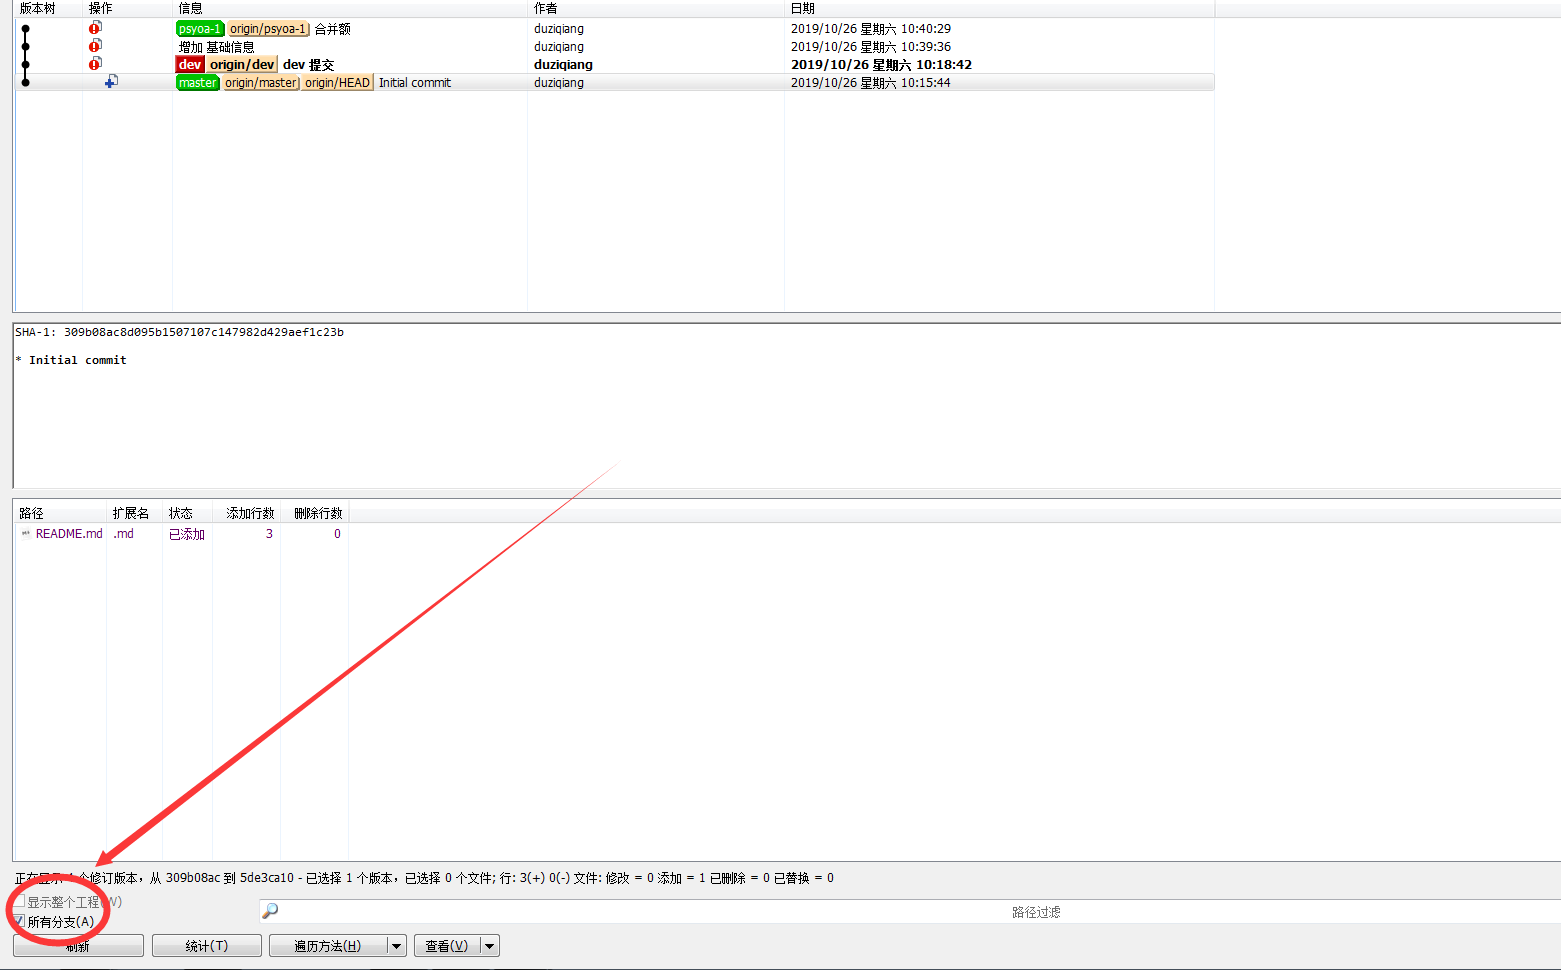 版本树 操作 信息 作者 日期
psyoa-1 origin/psyoa-1 合并额 duziqiang 2019/10/26 星期六 10:40:29
增加 基础信息 duziqiang 2019/10/26 星期六 10:39:36
dev origin/dev dev 提交 duziqiang 2019/10/26 星期六 10:18:42
master origin/master origin/HEAD Initial commit duziqiang 2019/10/26 星期六 10:15:44
SHA-1: 309b08ac8d095b1507107c147982d429aef1c23b
* Initial commit
路径 扩展名 状态 添加行数 删除行数
README.md .md 已添加 3 0
正在显示 4 个修订版本，从 309b08ac 到 5de3ca10 - 已选择 1 个版本，已选择 0 个文件; 行: 3(+) 0(-) 文件: 修改 = 0 添加 = 1 已删除 = 0 已替换 = 0
显示整个工程(W)
路径过滤
所有分支(A)
刷新 统计(T) 遍历方法(H) 查看(V)